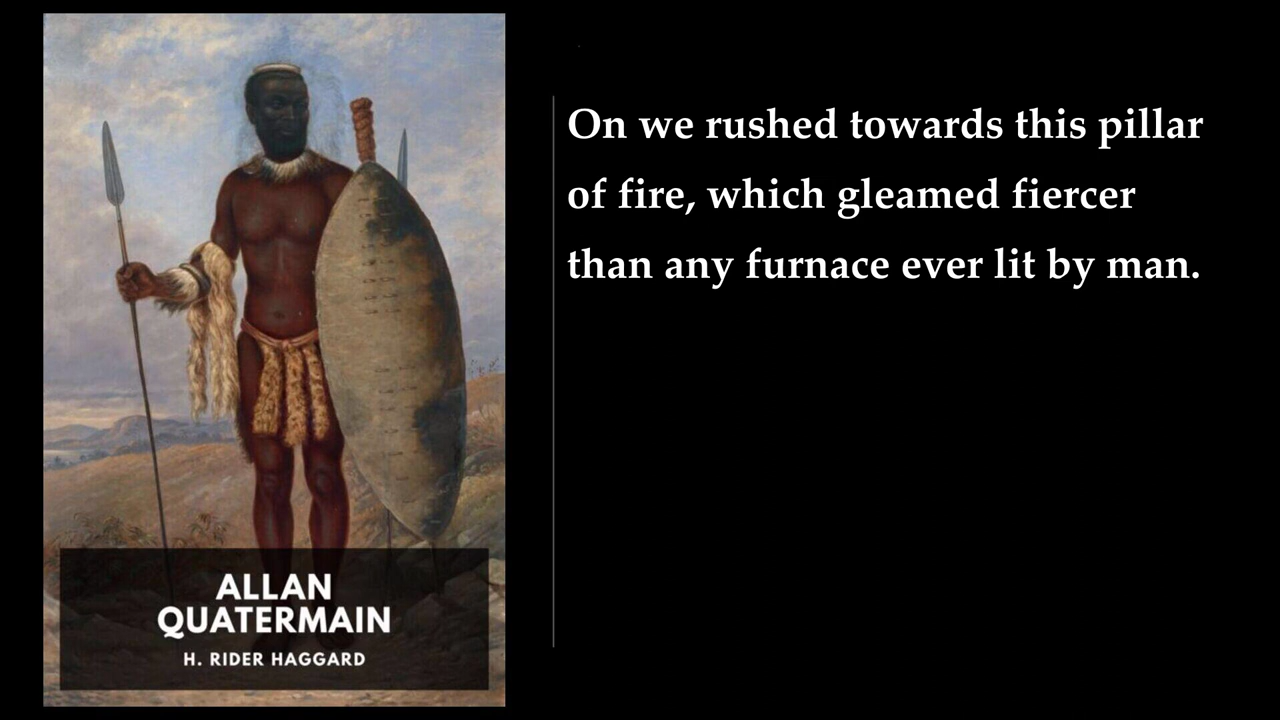 ALLAN
QUATERMAIN
H. RIDER HAGGARD
On we rushed towards this pillar
of fire, which gleamed fiercer
than any furnace ever lit by man.